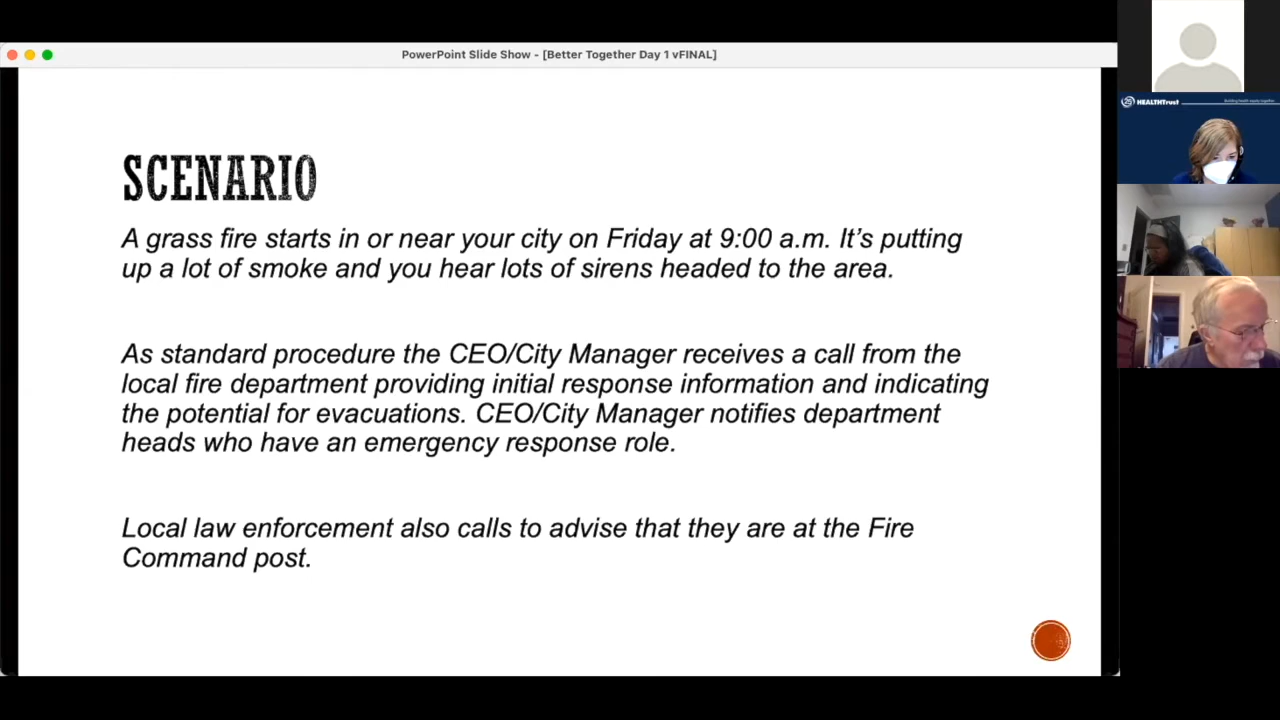 PowerPoint Slide Show - [Better Together Day 1 vFINAL]
HEALTHTrust
SCENARIO
A grass fire starts in or near your city on Friday at 9:00 a.m. It’s putting
up a lot of smoke and you hear lots of sirens headed to the area.
As standard procedure the CEO/City Manager receives a call from the
local fire department providing initial response information and indicating
the potential for evacuations. CEO/City Manager notifies department
heads who have an emergency response role.
Local law enforcement also calls to advise that they are at the Fire
Command post.